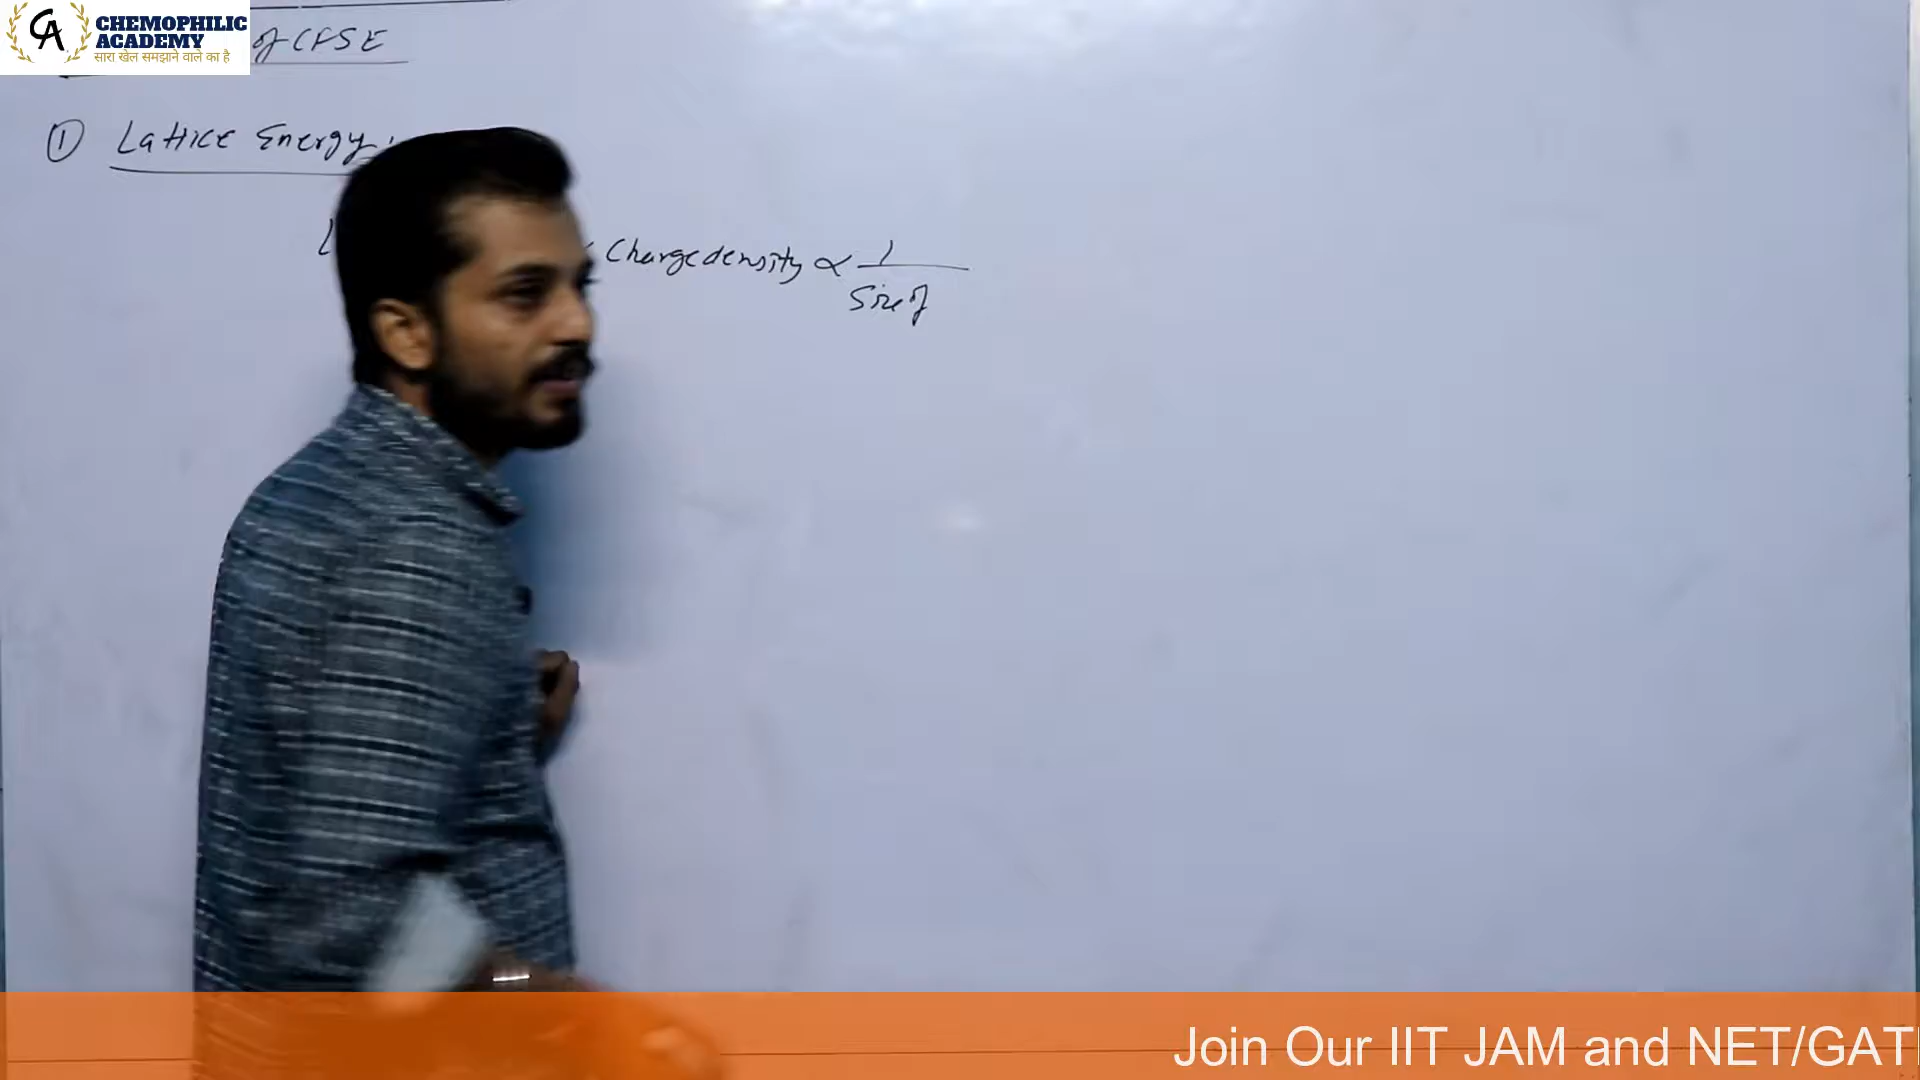 CHEMOPHILIC
ACADEMY
सारा खेल समझाने वाले का है
of CFSE
① Lattice Energy
L
Charge density ∝ 1
Size of
Join Our IIT JAM and NET/GAT